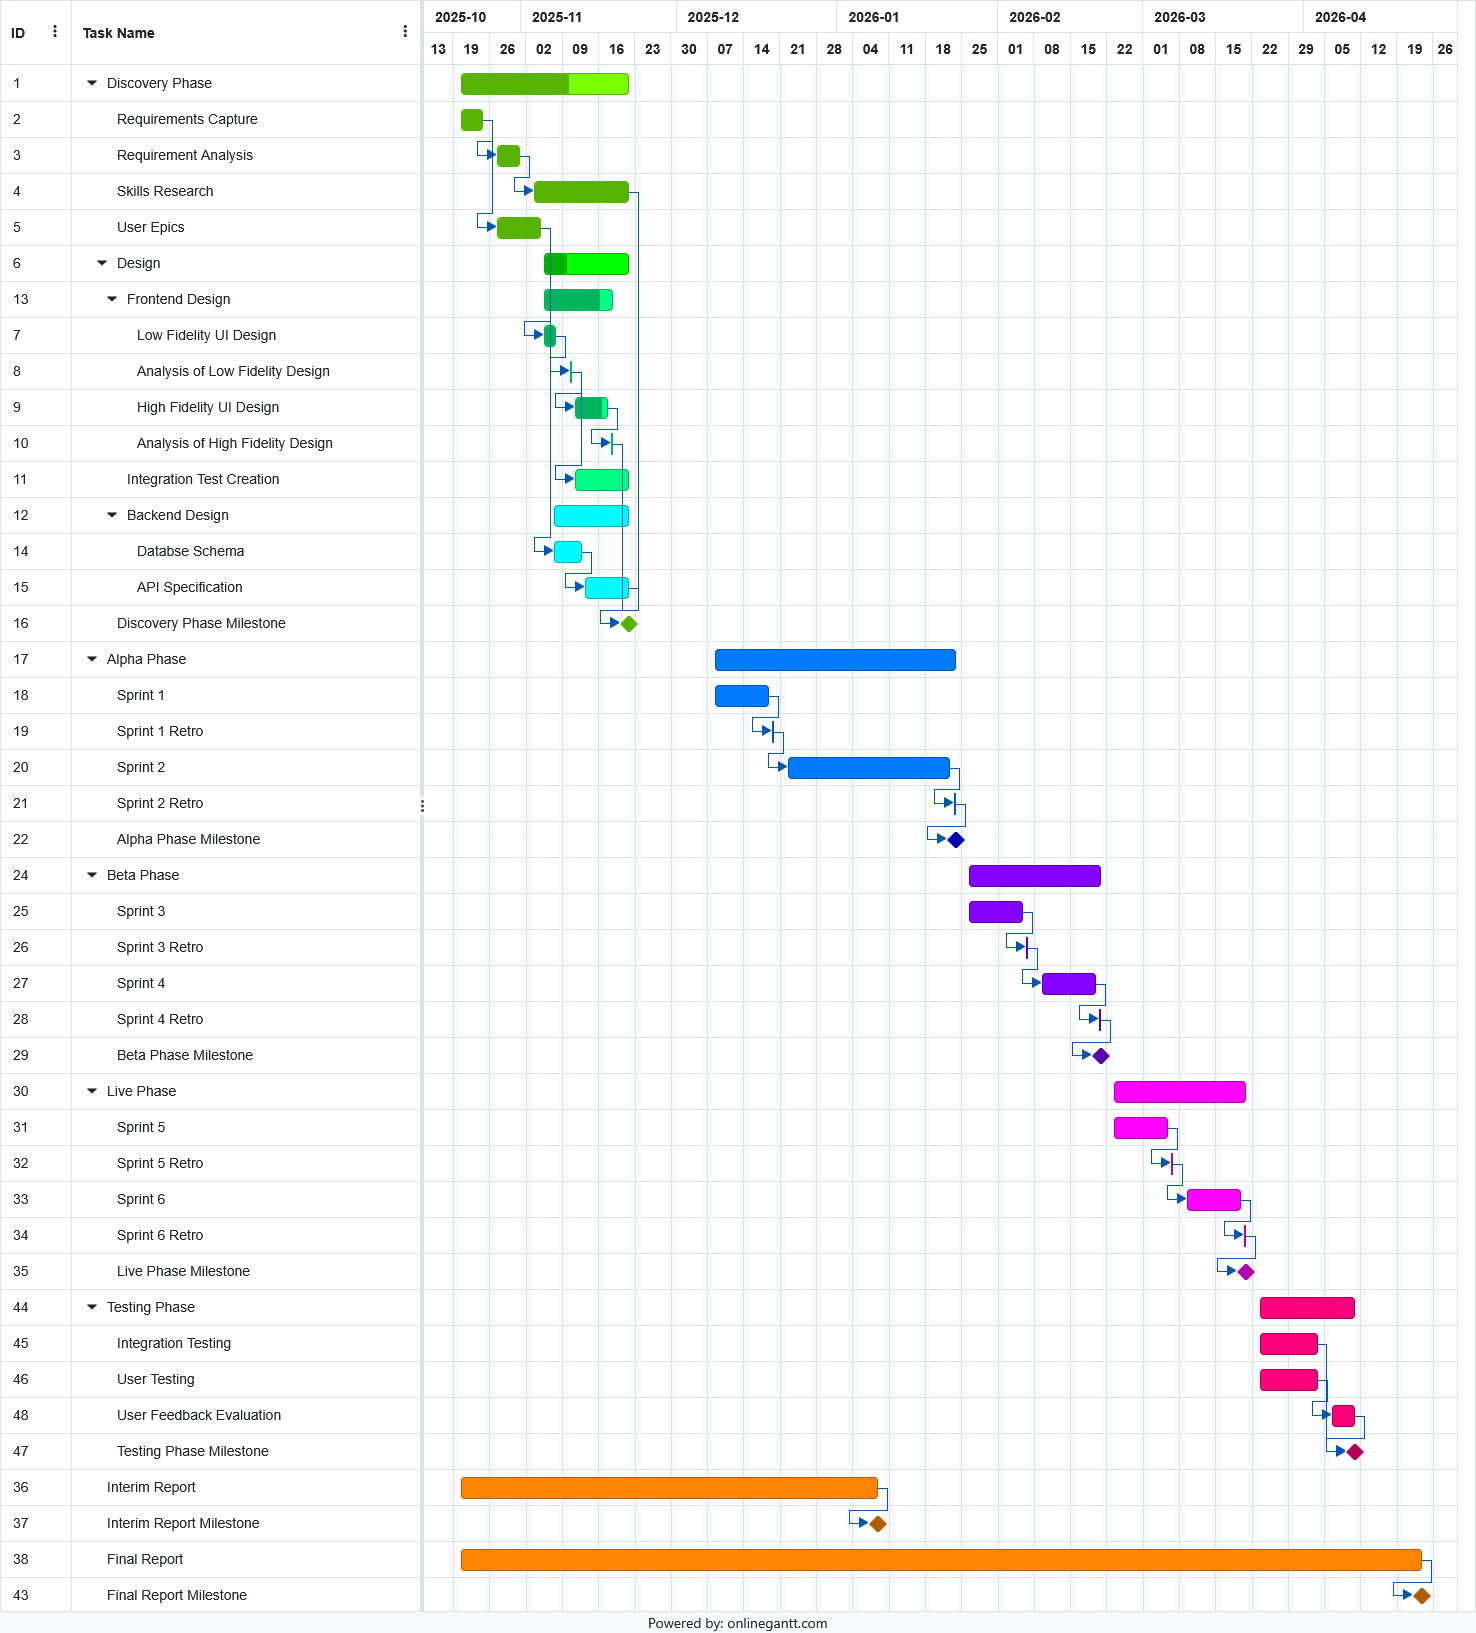 2025-10 2025-11 2025-12 2026-01 2026-02 2026-03 2026-04
ID Task Name
13 19 26 02 09 16 23 30 07 14 21 28 04 11 18 25 01 08 15 22 01 08 15 22 29 05 12 19 26
1 Discovery Phase
2 Requirements Capture
3 Requirement Analysis
4 Skills Research
5 User Epics
6 Design
13 Frontend Design
7 Low Fidelity UI Design
8 Analysis of Low Fidelity Design
9 High Fidelity UI Design
10 Analysis of High Fidelity Design
11 Integration Test Creation
12 Backend Design
14 Databse Schema
15 API Specification
16 Discovery Phase Milestone
17 Alpha Phase
18 Sprint 1
19 Sprint 1 Retro
20 Sprint 2
21 Sprint 2 Retro
22 Alpha Phase Milestone
24 Beta Phase
25 Sprint 3
26 Sprint 3 Retro
27 Sprint 4
28 Sprint 4 Retro
29 Beta Phase Milestone
30 Live Phase
31 Sprint 5
32 Sprint 5 Retro
33 Sprint 6
34 Sprint 6 Retro
35 Live Phase Milestone
44 Testing Phase
45 Integration Testing
46 User Testing
48 User Feedback Evaluation
47 Testing Phase Milestone
36 Interim Report
37 Interim Report Milestone
38 Final Report
43 Final Report Milestone
Powered by: onlinegantt.com